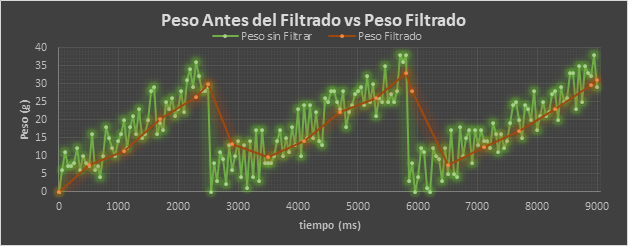 Peso Antes del Filtrado vs Peso Filtrado
Peso sin Filtrar Peso Filtrado
40
35
30
25
20
15
10
5
0
Peso (g)
0 1000 2000 3000 4000 5000 6000 7000 8000 9000
tiempo (ms)